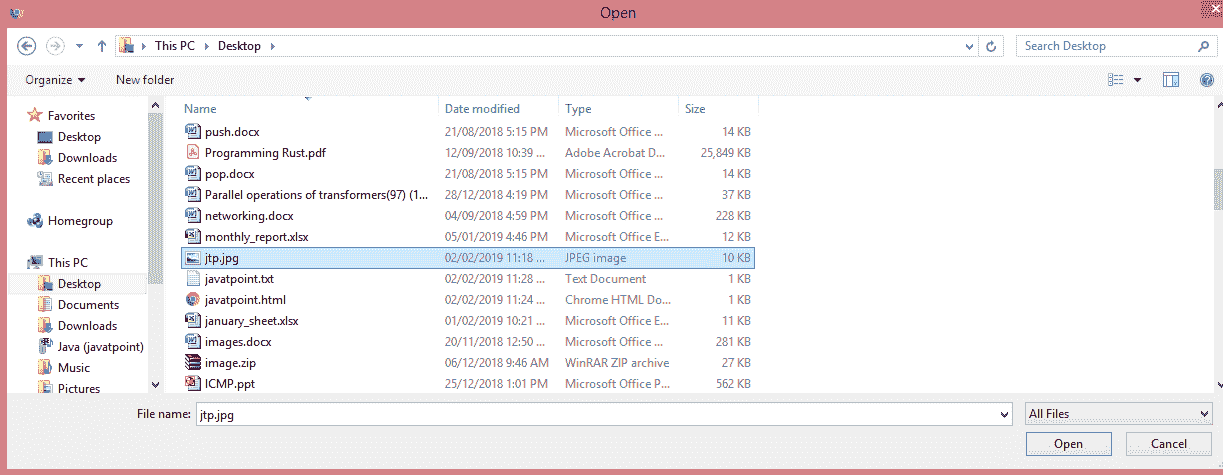 Open
This PC Desktop Search Desktop
Organize New folder
Name Date modified Type Size
Favorites
Desktop
Downloads
Recent places
Homegroup
This PC
Desktop
Documents
Downloads
Java (javatpoint)
Music
Pictures
push.docx 21/08/2018 5:15 PM Microsoft Office ... 14 KB
Programming Rust.pdf 12/09/2018 10:39 ... Adobe Acrobat D... 25,849 KB
pop.docx 21/08/2018 5:15 PM Microsoft Office ... 14 KB
Parallel operations of transformers(97) (1... 28/12/2018 4:19 PM Microsoft Office ... 37 KB
networking.docx 04/09/2018 4:59 PM Microsoft Office ... 228 KB
monthly_report.xlsx 05/01/2019 4:46 PM Microsoft Office E... 12 KB
jtp.jpg 02/02/2019 11:18 ... JPEG image 10 KB
javatpoint.txt 02/02/2019 11:28 ... Text Document 1 KB
javatpoint.html 02/02/2019 11:24 ... Chrome HTML Do... 1 KB
january_sheet.xlsx 01/02/2019 10:21 ... Microsoft Office E... 11 KB
images.docx 20/11/2018 12:50 ... Microsoft Office ... 281 KB
image.zip 06/12/2018 9:46 AM WinRAR ZIP archive 27 KB
ICMP.ppt 25/12/2018 1:01 PM Microsoft Office P... 562 KB
File name: jtp.jpg All Files
Open Cancel